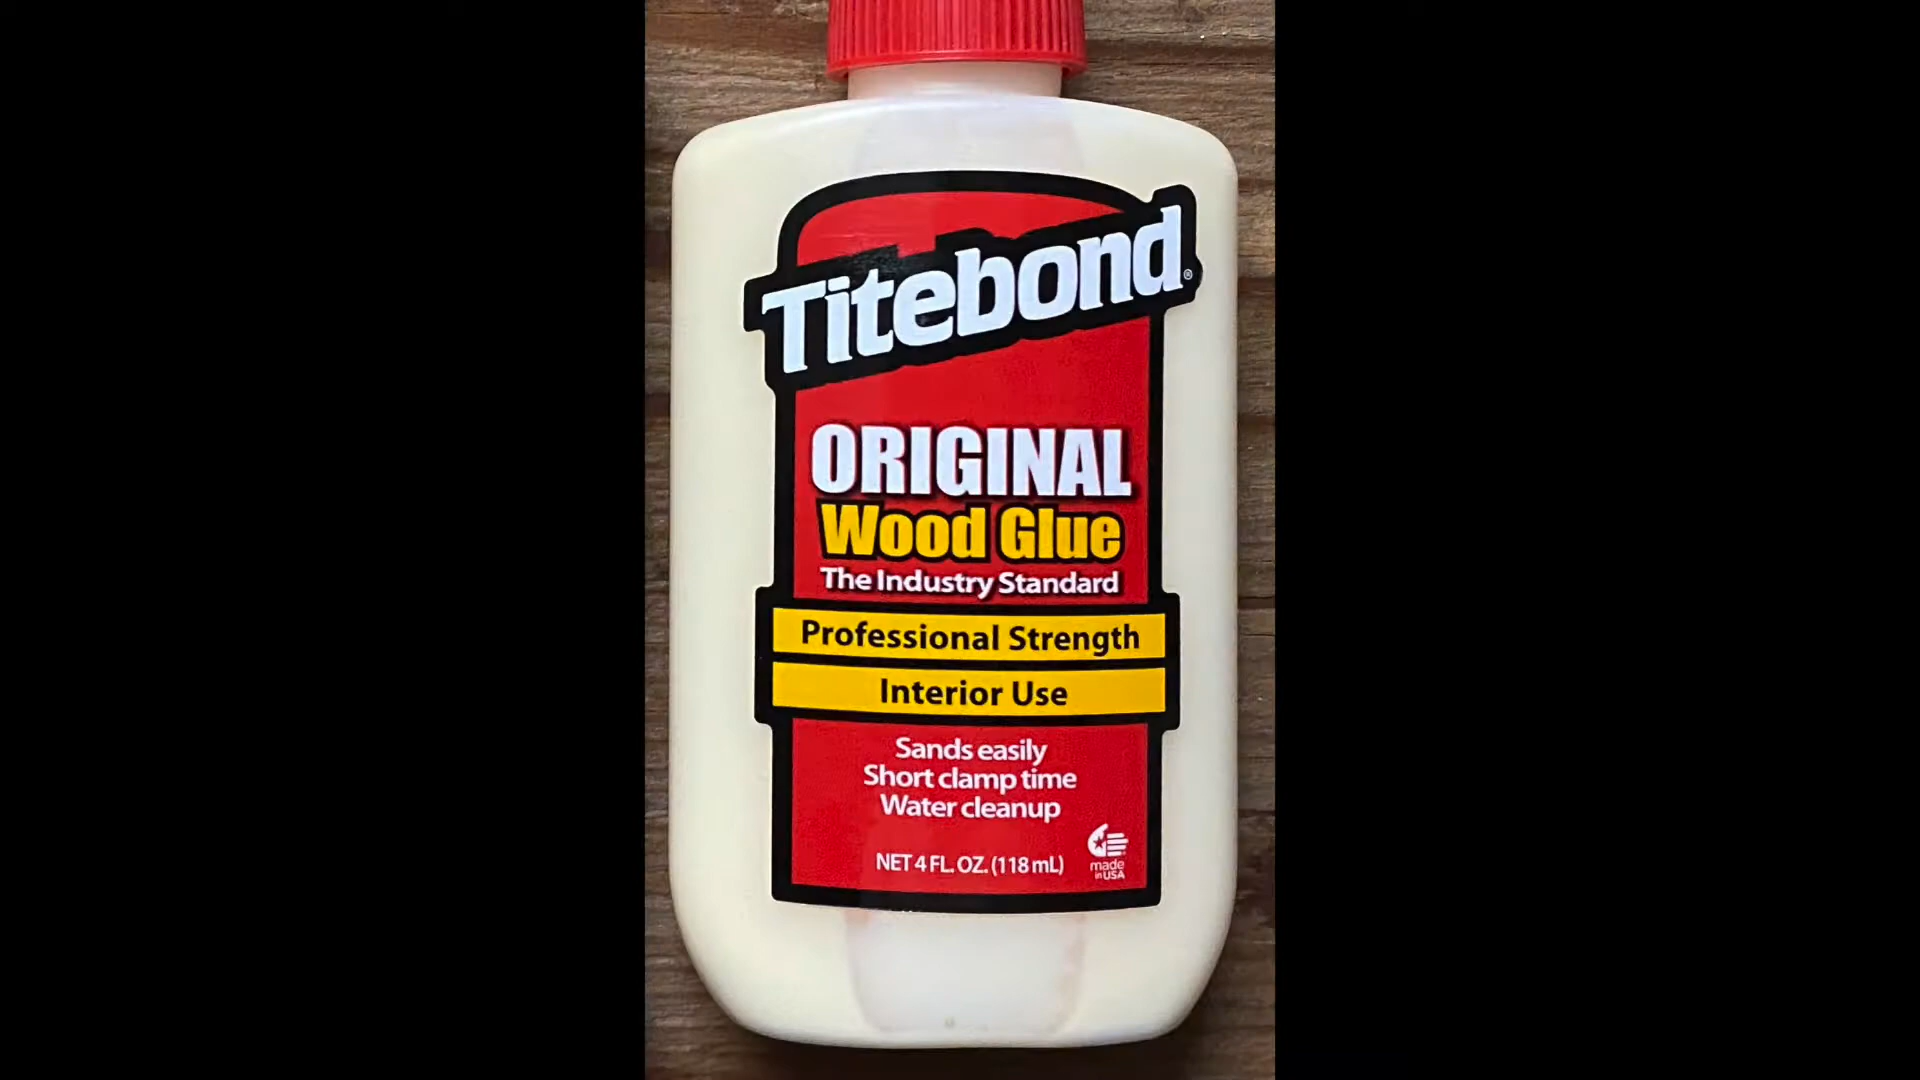 Titebond®
ORIGINAL
Wood Glue
The Industry Standard
Professional Strength
Interior Use
Sands easily
Short clamp time
Water cleanup
NET 4 FL. OZ. (118 mL)
made
in USA